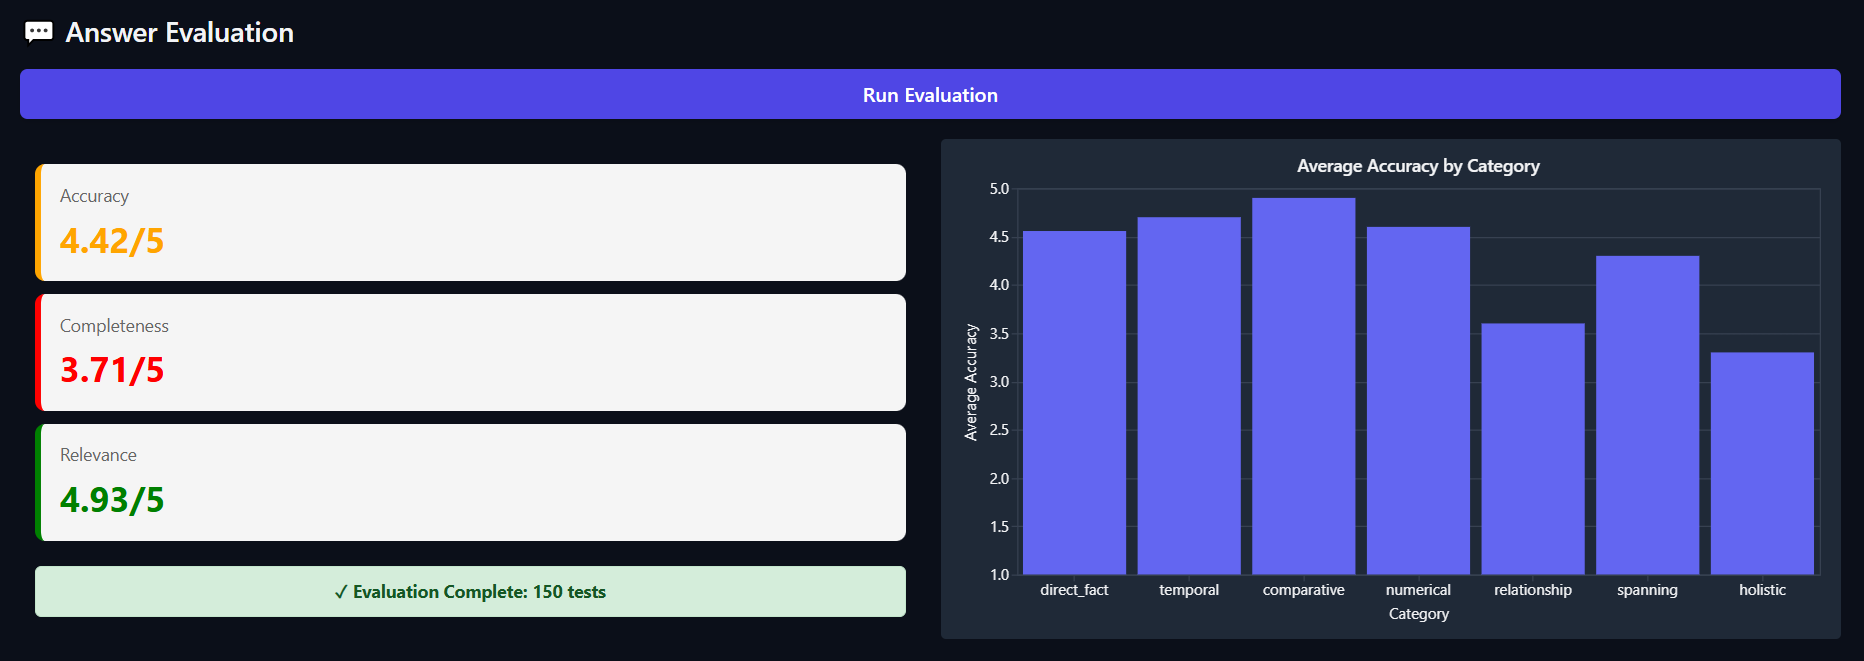 Answer Evaluation
Run Evaluation
Accuracy
4.42/5
Completeness
3.71/5
Relevance
4.93/5
✓ Evaluation Complete: 150 tests
Average Accuracy by Category
5.0
4.5
4.0
3.5
3.0
2.5
2.0
1.5
1.0
Average Accuracy
direct_fact temporal comparative numerical relationship spanning holistic
Category